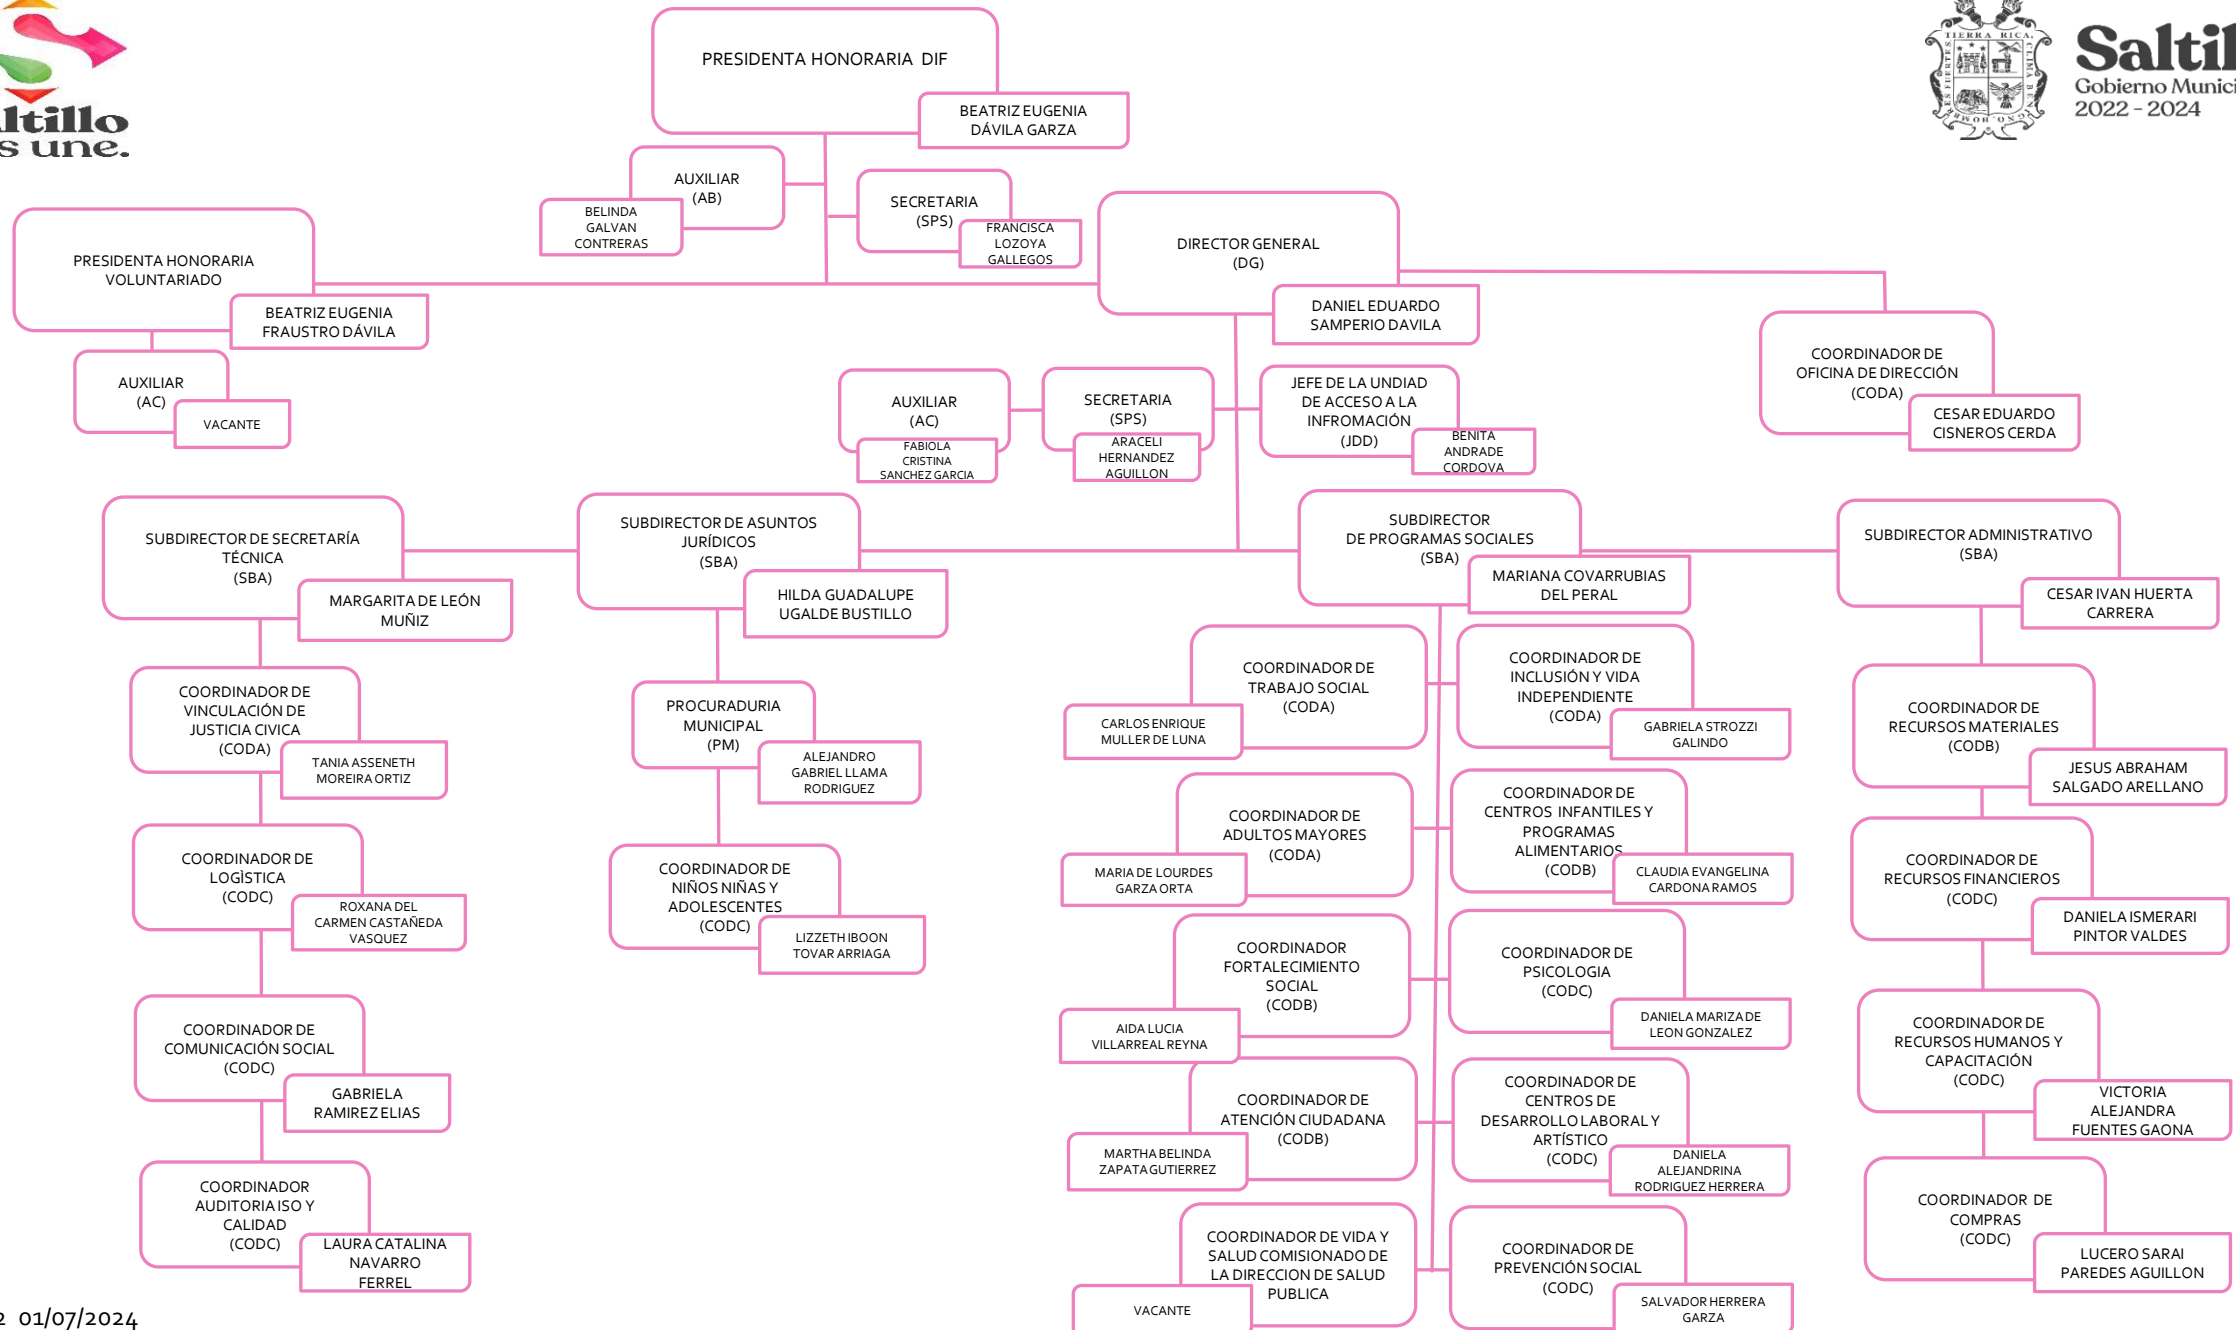 PRESIDENTA HONORARIA DIF
BEATRIZ EUGENIA
DÁVILA GARZA
TIERRA RICA,
Gobierno Munici
2022 - 2024
s une.
AUXILIAR
(AB)
BELINDA
GALVAN
CONTRERAS
SECRETARIA
(SPS)
FRANCISCA
LOZOYA
GALLEGOS
PRESIDENTA HONORARIA
VOLUNTARIADO
BEATRIZ EUGENIA
FRAUSTRO DÁVILA
AUXILIAR
(AC)
VACANTE
DIRECTOR GENERAL
(DG)
DANIEL EDUARDO
SAMPERIO DAVILA
COORDINADOR DE
OFICINA DE DIRECCIÓN
(CODA)
CESAR EDUARDO
CISNEROS CERDA
AUXILIAR
(AC)
FABIOLA
CRISTINA
SANCHEZ GARCIA
SECRETARIA
(SPS)
ARACELI
HERNANDEZ
AGUILLON
JEFE DE LA UNDIAD
DE ACCESO A LA
INFROMACIÓN
(JDD)
BENITA
ANDRADE
CORDOVA
SUBDIRECTOR DE SECRETARÍA
TÉCNICA
(SBA)
MARGARITA DE LEÓN
MUÑIZ
COORDINADOR DE
VINCULACIÓN DE
JUSTICIA CIVICA
(CODA)
TANIA ASSENETH
MOREIRA ORTIZ
COORDINADOR DE
LOGÌSTICA
(CODC)
ROXANA DEL
CARMEN CASTAÑEDA
VASQUEZ
COORDINADOR DE
COMUNICACIÓN SOCIAL
(CODC)
GABRIELA
RAMIREZ ELIAS
COORDINADOR
AUDITORIA ISO Y
CALIDAD
(CODC)
LAURA CATALINA
NAVARRO
FERREL
SUBDIRECTOR DE ASUNTOS
JURÍDICOS
(SBA)
HILDA GUADALUPE
UGALDE BUSTILLO
PROCURADURIA
MUNICIPAL
(PM)
ALEJANDRO
GABRIEL LLAMA
RODRIGUEZ
COORDINADOR DE
NIÑOS NIÑAS Y
ADOLESCENTES
(CODC)
LIZZETH IBOON
TOVAR ARRIAGA
SUBDIRECTOR
DE PROGRAMAS SOCIALES
(SBA)
MARIANA COVARRUBIAS
DEL PERAL
COORDINADOR DE
TRABAJO SOCIAL
(CODA)
CARLOS ENRIQUE
MULLER DE LUNA
COORDINADOR DE
INCLUSIÓN Y VIDA
INDEPENDIENTE
(CODA)
GABRIELA STROZZI
GALINDO
COORDINADOR DE
ADULTOS MAYORES
(CODA)
MARIA DE LOURDES
GARZA ORTA
COORDINADOR DE
CENTROS INFANTILES Y
PROGRAMAS
ALIMENTARIOS
(CODB)
CLAUDIA EVANGELINA
CARDONA RAMOS
COORDINADOR
FORTALECIMIENTO
SOCIAL
(CODB)
AIDA LUCIA
VILLARREAL REYNA
COORDINADOR DE
PSICOLOGIA
(CODC)
DANIELA MARIZA DE
LEON GONZALEZ
COORDINADOR DE
ATENCIÓN CIUDADANA
(CODB)
MARTHA BELINDA
ZAPATA GUTIERREZ
COORDINADOR DE
CENTROS DE
DESARROLLO LABORAL Y
ARTÍSTICO
(CODC)
DANIELA
ALEJANDRINA
RODRIGUEZ HERRERA
COORDINADOR DE VIDA Y
SALUD COMISIONADO DE
LA DIRECCION DE SALUD
PUBLICA
VACANTE
COORDINADOR DE
PREVENCIÓN SOCIAL
(CODC)
SALVADOR HERRERA
GARZA
SUBDIRECTOR ADMINISTRATIVO
(SBA)
CESAR IVAN HUERTA
CARRERA
COORDINADOR DE
RECURSOS MATERIALES
(CODB)
JESUS ABRAHAM
SALGADO ARELLANO
COORDINADOR DE
RECURSOS FINANCIEROS
(CODC)
DANIELA ISMERARI
PINTOR VALDES
COORDINADOR DE
RECURSOS HUMANOS Y
CAPACITACIÓN
(CODC)
VICTORIA
ALEJANDRA
FUENTES GAONA
COORDINADOR DE
COMPRAS
(CODC)
LUCERO SARAI
PAREDES AGUILLON
01/07/2024